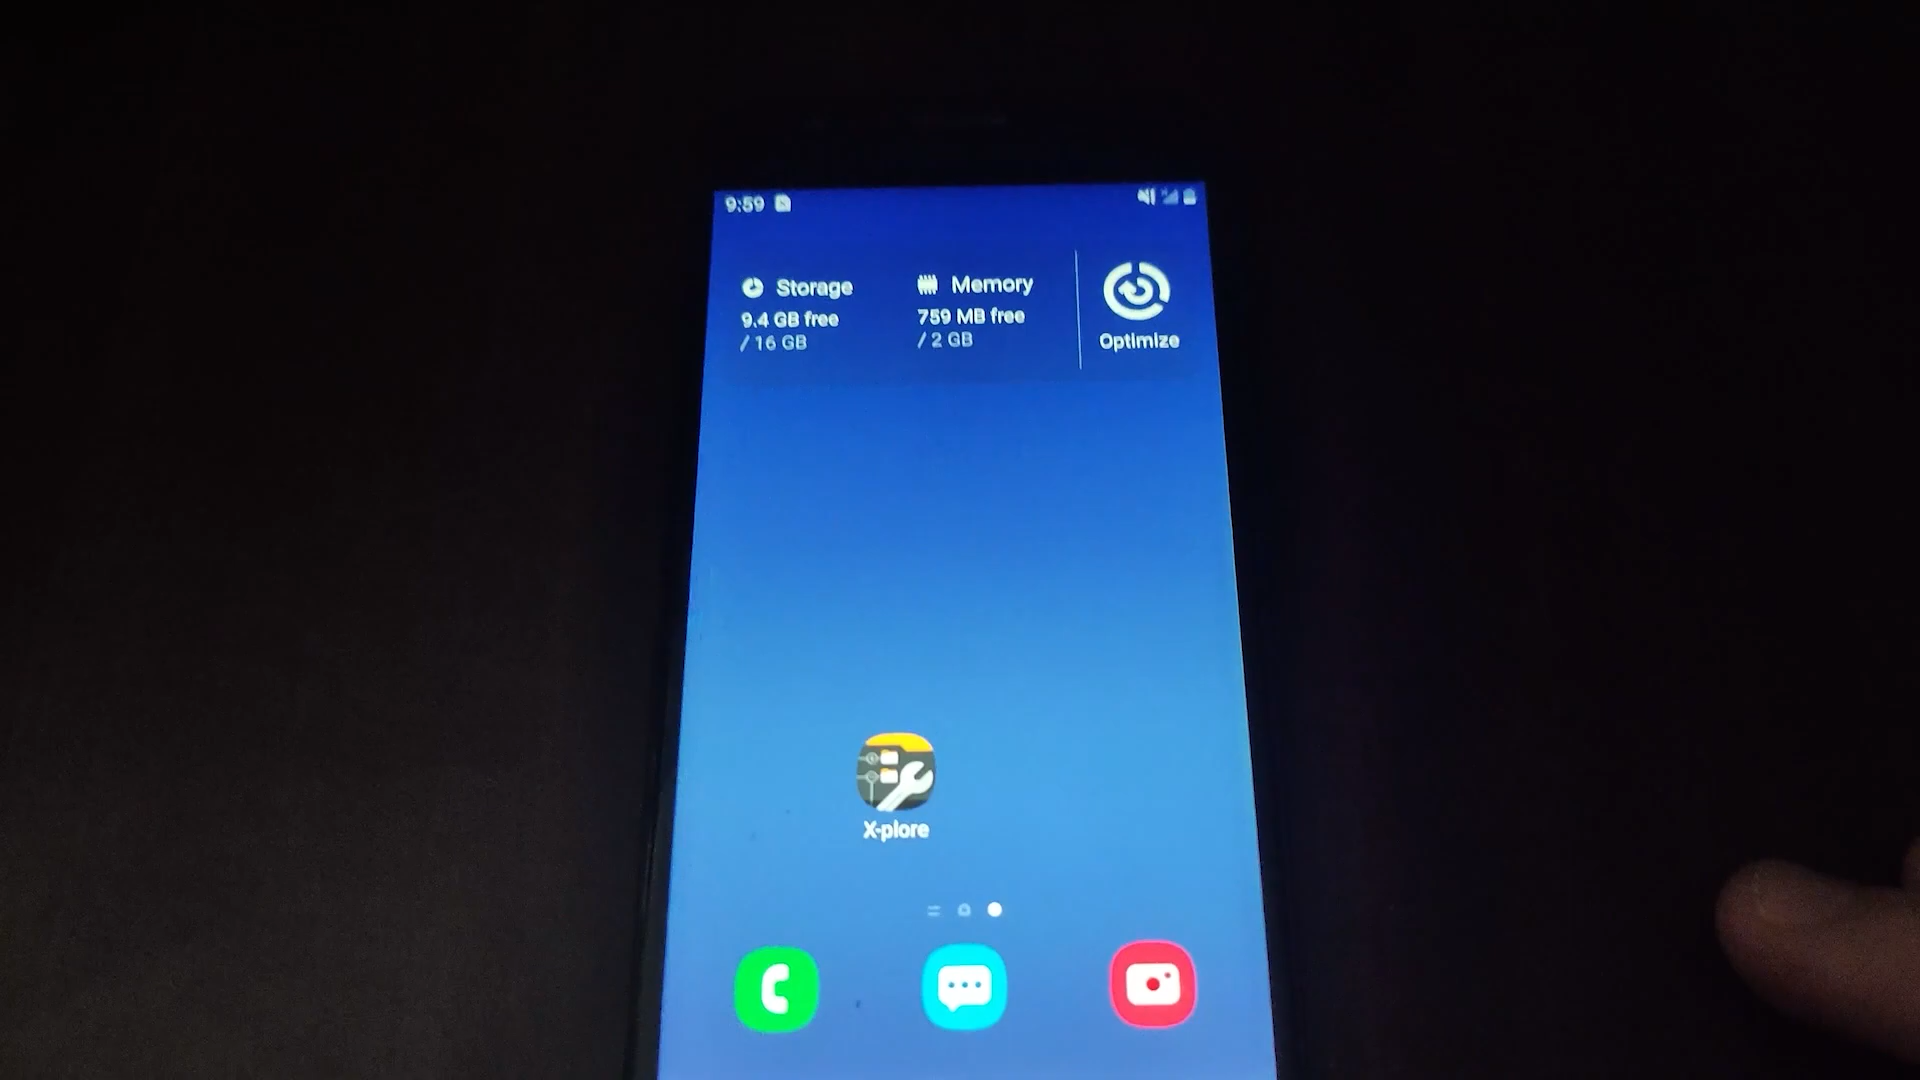 9:59
Storage
9.4 GB free
/ 16 GB
Memory
759 MB free
/ 2 GB
Optimize
X-plore